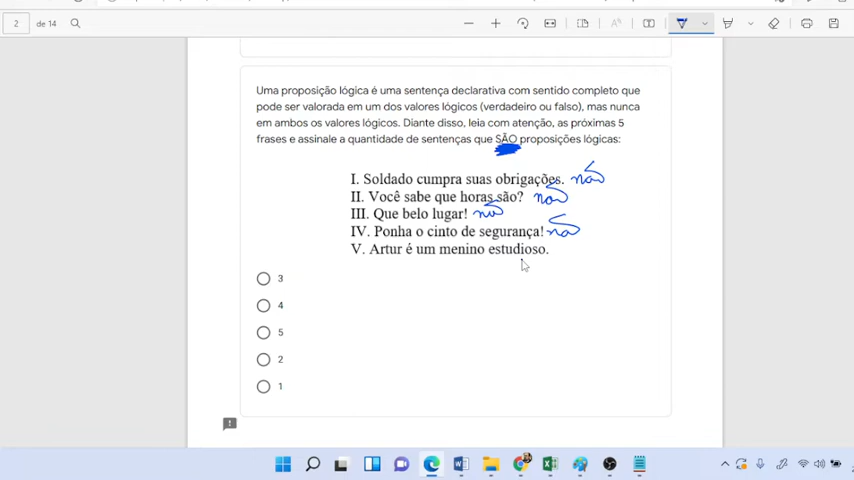 2
de 14
Uma proposição lógica é uma sentença declarativa com sentido completo que
pode ser valorada em um dos valores lógicos (verdadeiro ou falso), mas nunca
em ambos os valores lógicos. Diante disso, leia com atenção, as próximas 5
frases e assinale a quantidade de sentenças que SÃO proposições lógicas:
I. Soldado cumpra suas obrigações. não
II. Você sabe que horas são? não
III. Que belo lugar! não
IV. Ponha o cinto de segurança! não
V. Artur é um menino estudioso.
3
4
5
2
1